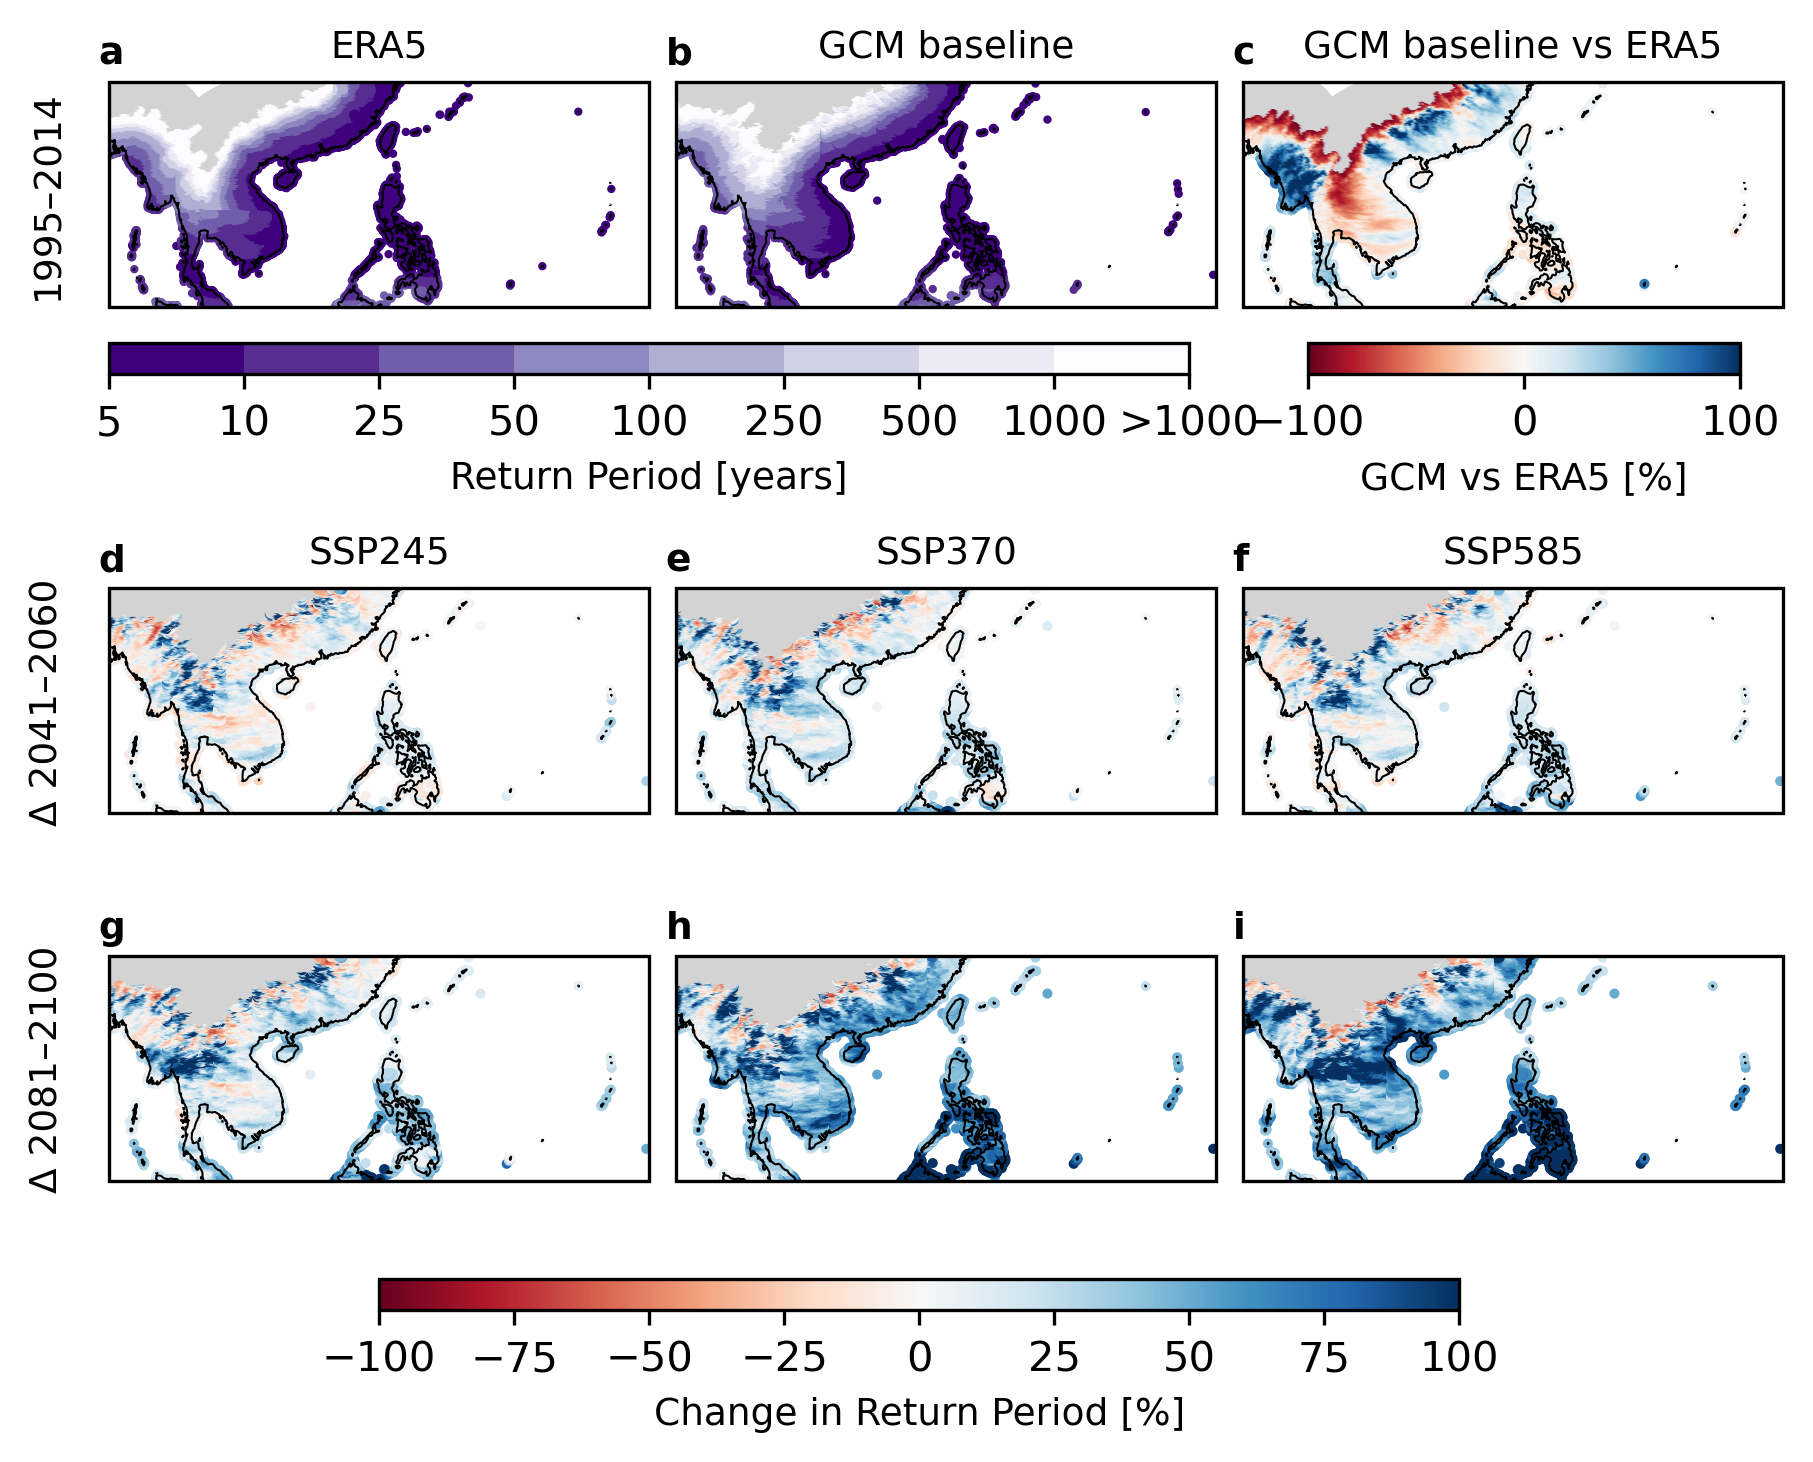 a ERA5
b GCM baseline
c GCM baseline vs ERA5
1995–2014
5 10 25 50 100 250 500 1000 >1000
Return Period [years]
−100 0 100
GCM vs ERA5 [%]
d SSP245
e SSP370
f SSP585
Δ 2041–2060
g
h
i
Δ 2081–2100
−100 −75 −50 −25 0 25 50 75 100
Change in Return Period [%]